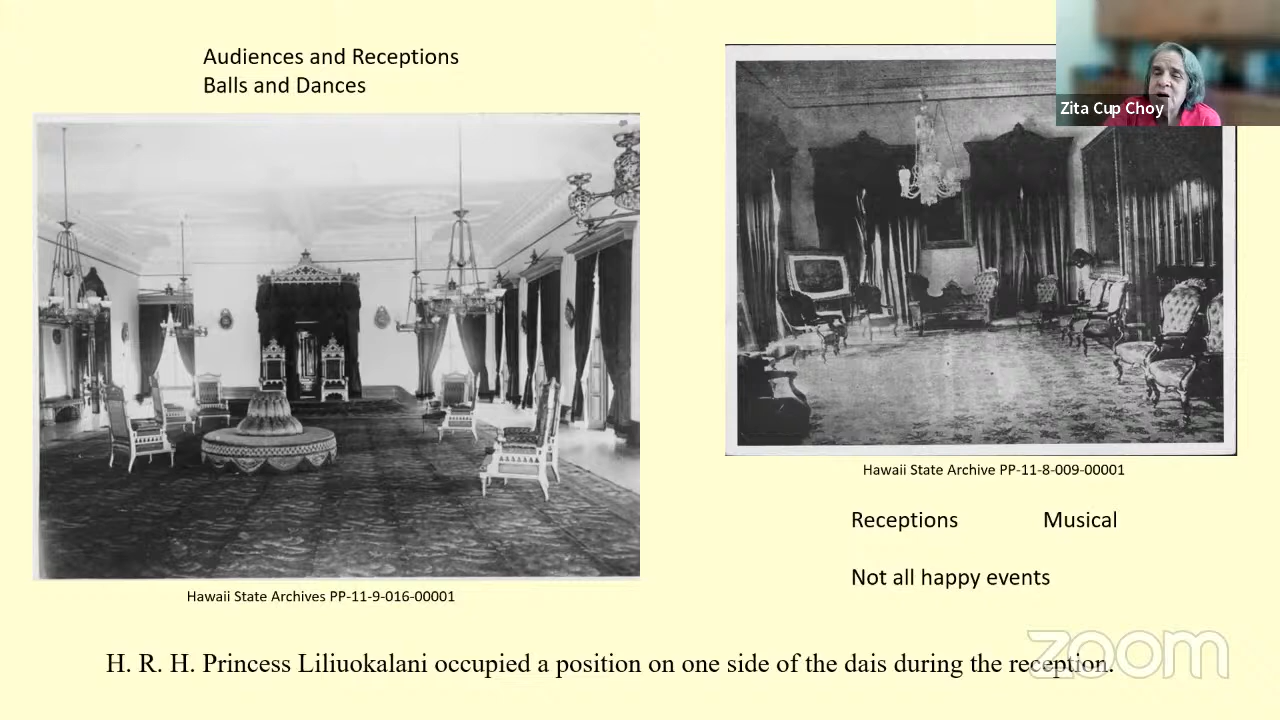 Audiences and Receptions
Balls and Dances
Zita Cup Choy
Hawaii State Archive PP-11-8-009-00001
Receptions Musical
Not all happy events
Hawaii State Archives PP-11-9-016-00001
H. R. H. Princess Liliuokalani occupied a position on one side of the dais during the reception.
zoom